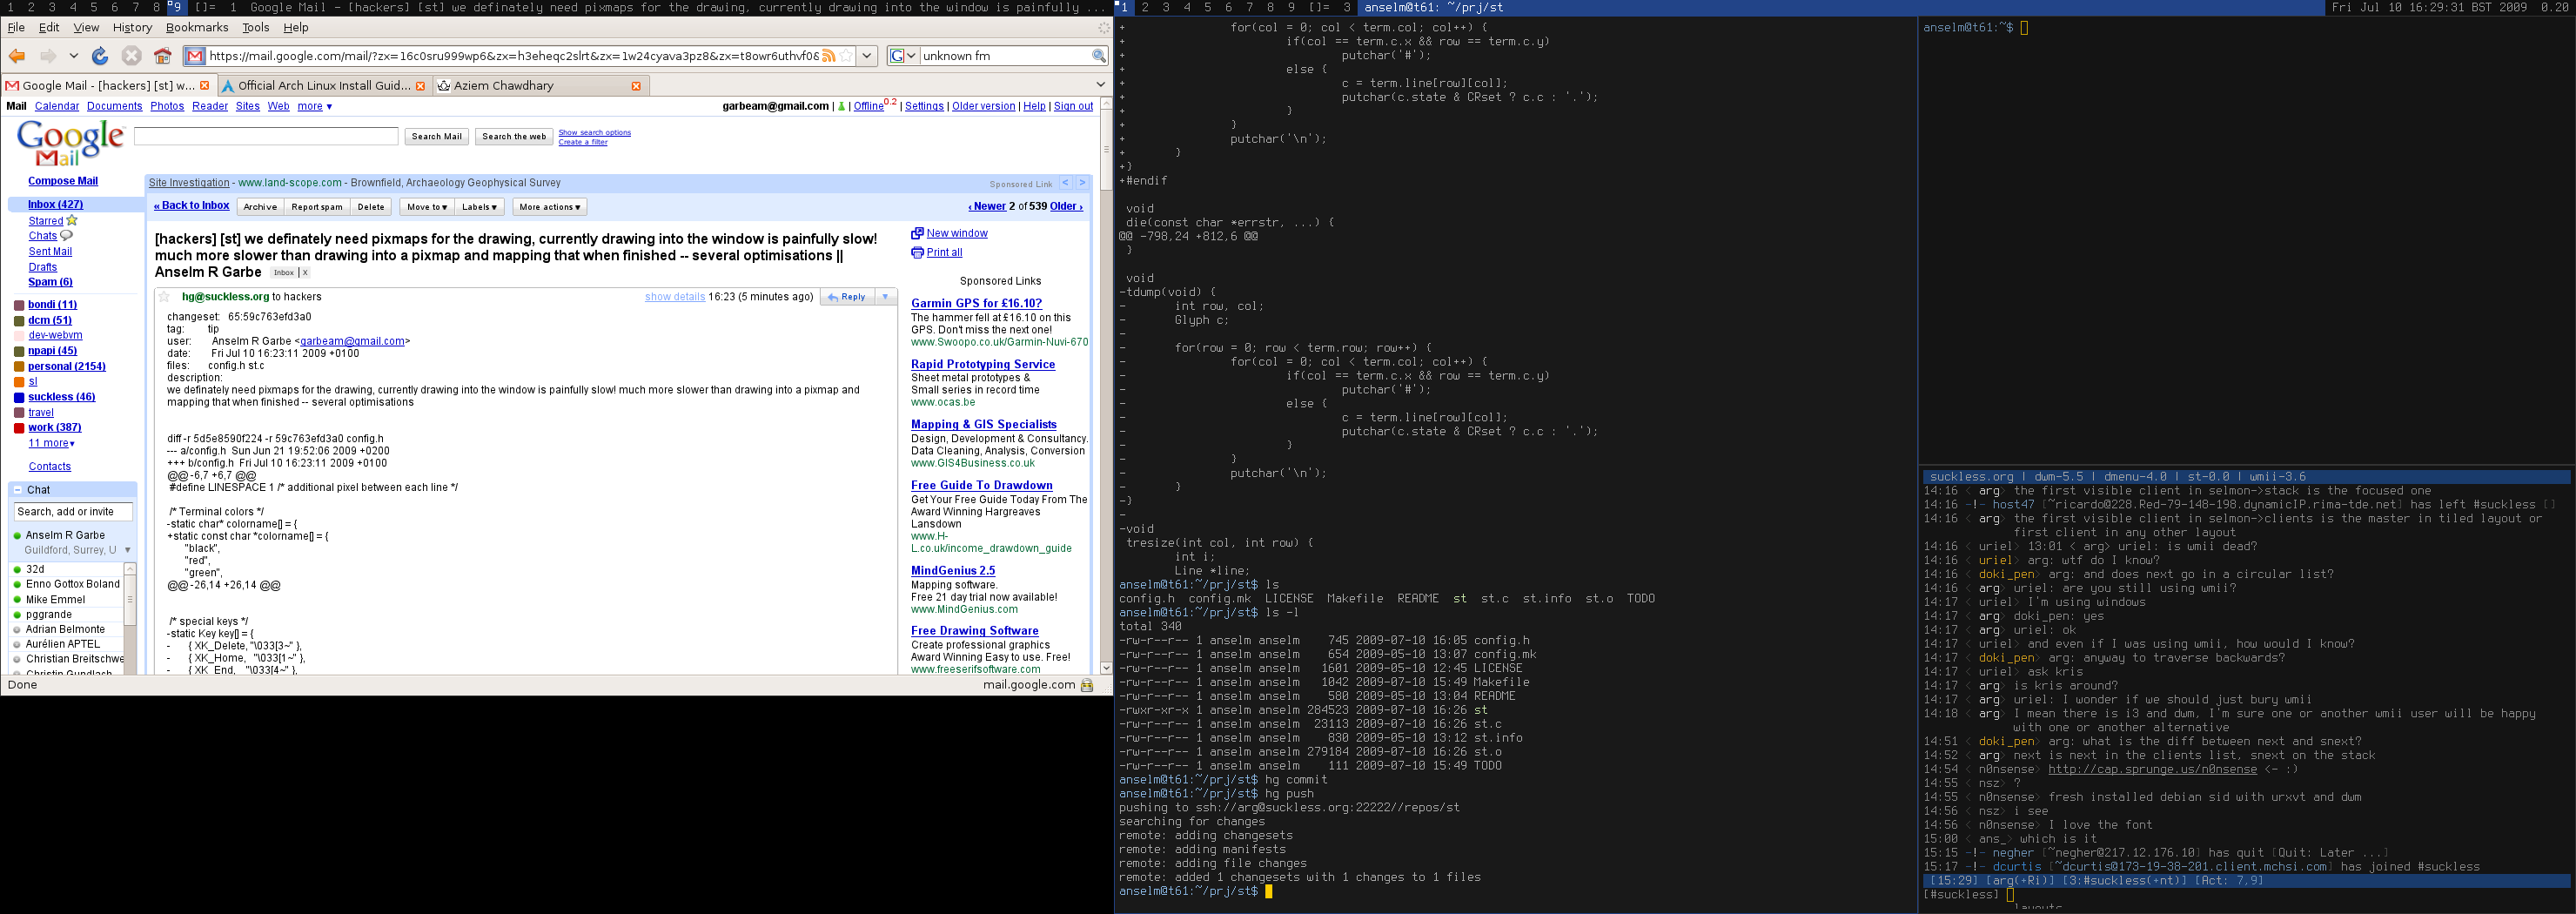 1 2 3 4 5 6 7 8 9 []= 1 Google Mail - [hackers] [st] we definately need pixmaps for the drawing, currently drawing into the window is painfully ...
File Edit View History Bookmarks Tools Help
https://mail.google.com/mail/?zx=16c0sru999wp6&zx=h3eheqc2slrt&zx=1w24cyava3pz8&zx=t8owr6uthvf0& unknown fm
Google Mail - [hackers] [st] w... Official Arch Linux Install Guid... Aziem Chawdhary
Mail Calendar Documents Photos Reader Sites Web more ▼ garbeam@gmail.com | | Offline0.2 | Settings | Older version | Help | Sign out
Google Mail
Search Mail Search the web Show search options
Create a filter
Compose Mail
Inbox (427)
Starred
Chats
Sent Mail
Drafts
Spam (6)
bondi (11)
dcm (51)
dev-webvm
npapi (45)
personal (2154)
sl
suckless (46)
travel
work (387)
11 more▼
Contacts
Chat
Search, add or invite
Anselm R Garbe
Guildford, Surrey, U
32d
Enno Gottox Boland
Mike Emmel
pggrande
Adrian Belmonte
Aurélien APTEL
Christian Breitschwe
Christian Gundlach
Site Investigation - www.land-scope.com - Brownfield, Archaeology Geophysical Survey Sponsored Link < >
« Back to Inbox Archive Report spam Delete Move to▼ Labels▼ More actions▼ ‹ Newer 2 of 539 Older ›
[hackers] [st] we definately need pixmaps for the drawing, currently drawing into the window is painfully slow!
much more slower than drawing into a pixmap and mapping that when finished -- several optimisations ||
Anselm R Garbe Inbox | X
hg@suckless.org to hackers show details 16:23 (5 minutes ago) Reply
changeset: 65:59c763efd3a0
tag: tip
user: Anselm R Garbe <garbeam@gmail.com>
date: Fri Jul 10 16:23:11 2009 +0100
files: config.h st.c
description:
we definately need pixmaps for the drawing, currently drawing into the window is painfully slow! much more slower than drawing into a pixmap and
mapping that when finished -- several optimisations
diff -r 5d5e8590f224 -r 59c763efd3a0 config.h
--- a/config.h Sun Jun 21 19:52:06 2009 +0200
+++ b/config.h Fri Jul 10 16:23:11 2009 +0100
@@ -6,7 +6,7 @@
#define LINESPACE 1 /* additional pixel between each line */
/* Terminal colors */
-static char* colorname[] = {
+static const char *colorname[] = {
"black",
"red",
"green",
@@ -26,14 +26,14 @@
/* special keys */
-static Key key[] = {
- { XK_Delete, "\033[3~" },
- { XK_Home, "\033[1~" },
- { XK_End, "\033[4~" },
New window
Print all
Sponsored Links
Garmin GPS for £16.10?
The hammer fell at £16.10 on this
GPS. Don't miss the next one!
www.Swoopo.co.uk/Garmin-Nuvi-670
Rapid Prototyping Service
Sheet metal prototypes &
Small series in record time
www.ocas.be
Mapping & GIS Specialists
Design, Development & Consultancy.
Data Cleaning, Analysis, Conversion
www.GIS4Business.co.uk
Free Guide To Drawdown
Get Your Free Guide Today From The
Award Winning Hargreaves
Lansdown
www.H-
L.co.uk/income_drawdown_guide
MindGenius 2.5
Mapping software.
Free 21 day trial now available!
www.MindGenius.com
Free Drawing Software
Create professional graphics
Award Winning Easy to use. Free!
www.freeserifsoftware.com
Done mail.google.com
1 2 3 4 5 6 7 8 9 []= 3 anselm@t61: ~/prj/st Fri Jul 10 16:29:31 BST 2009 0.20
+ for(col = 0; col < term.col; col++) {
+ if(col == term.c.x && row == term.c.y)
+ putchar('#');
+ else {
+ c = term.line[row][col];
+ putchar(c.state & CRset ? c.c : '.');
+ }
+ }
+ putchar('\n');
+ }
+}
+#endif
void
die(const char *errstr, ...) {
@@ -798,24 +812,6 @@
}
void
-tdump(void) {
- int row, col;
- Glyph c;
-
- for(row = 0; row < term.row; row++) {
- for(col = 0; col < term.col; col++) {
- if(col == term.c.x && row == term.c.y)
- putchar('#');
- else {
- c = term.line[row][col];
- putchar(c.state & CRset ? c.c : '.');
- }
- }
- putchar('\n');
- }
-}
-
-void
tresize(int col, int row) {
int i;
Line *line;
anselm@t61:~/prj/st$ ls
config.h config.mk LICENSE Makefile README st st.c st.info st.o TODO
anselm@t61:~/prj/st$ ls -l
total 340
-rw-r--r-- 1 anselm anselm 745 2009-07-10 16:05 config.h
-rw-r--r-- 1 anselm anselm 654 2009-05-10 13:07 config.mk
-rw-r--r-- 1 anselm anselm 1601 2009-05-10 12:45 LICENSE
-rw-r--r-- 1 anselm anselm 1042 2009-07-10 15:49 Makefile
-rw-r--r-- 1 anselm anselm 580 2009-05-10 13:04 README
-rwxr-xr-x 1 anselm anselm 284523 2009-07-10 16:26 st
-rw-r--r-- 1 anselm anselm 23113 2009-07-10 16:26 st.c
-rw-r--r-- 1 anselm anselm 830 2009-05-10 13:12 st.info
-rw-r--r-- 1 anselm anselm 279184 2009-07-10 16:26 st.o
-rw-r--r-- 1 anselm anselm 111 2009-07-10 15:49 TODO
anselm@t61:~/prj/st$ hg commit
anselm@t61:~/prj/st$ hg push
pushing to ssh://arg@suckless.org:22222//repos/st
searching for changes
remote: adding changesets
remote: adding manifests
remote: adding file changes
remote: added 1 changesets with 1 changes to 1 files
anselm@t61:~/prj/st$
anselm@t61:~$
suckless.org | dwm-5.5 | dmenu-4.0 | st-0.0 | wmii-3.6
14:16 < arg> the first visible client in selmon->stack is the focused one
14:16 -!- host47 [~ricardo@228.Red-79-148-198.dynamicIP.rima-tde.net] has left #suckless []
14:16 < arg> the first visible client in selmon->clients is the master in tiled layout or
first client in any other layout
14:16 < uriel> 13:01 < arg> uriel: is wmii dead?
14:16 < uriel> arg: wtf do I know?
14:16 < doki_pen> arg: and does next go in a circular list?
14:16 < arg> uriel: are you still using wmii?
14:17 < uriel> I'm using windows
14:17 < arg> doki_pen: yes
14:17 < arg> uriel: ok
14:17 < uriel> and even if I was using wmii, how would I know?
14:17 < doki_pen> arg: anyway to traverse backwards?
14:17 < uriel> ask kris
14:17 < arg> is kris around?
14:17 < arg> uriel: I wonder if we should just bury wmii
14:18 < arg> I mean there is i3 and dwm, I'm sure one or another wmii user will be happy
with one or another alternative
14:51 < doki_pen> arg: what is the diff between next and snext?
14:52 < arg> next is next in the clients list, snext on the stack
14:54 < n0nsense> http://cap.sprunge.us/n0nsense <- :)
14:55 < nsz> ?
14:55 < n0nsense> fresh installed debian sid with urxvt and dwm
14:56 < nsz> i see
14:56 < n0nsense> I love the font
15:00 < ans_> which is it
15:15 -!- negher [~negher@217.12.176.10] has quit [Quit: Later ...]
15:17 -!- dcurtis [~dcurtis@173-19-38-201.client.mchsi.com] has joined #suckless
[15:29] [arg(+Ri)] [3:#suckless(+nt)] [Act: 7,9]
[#suckless]
layouts